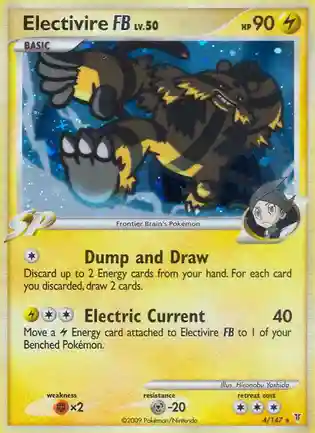 Electivire FB LV.50 HP 90
BASIC
Frontier Brain's Pokémon
SP
Dump and Draw
Discard up to 2 Energy cards from your hand. For each card
you discarded, draw 2 cards.
Electric Current 40
Move a Energy card attached to Electivire FB to 1 of your
Benched Pokémon.
Illus. Hironobu Yoshida
weakness resistance retreat cost
×2 -20
©2009 Pokémon/Nintendo 4/147